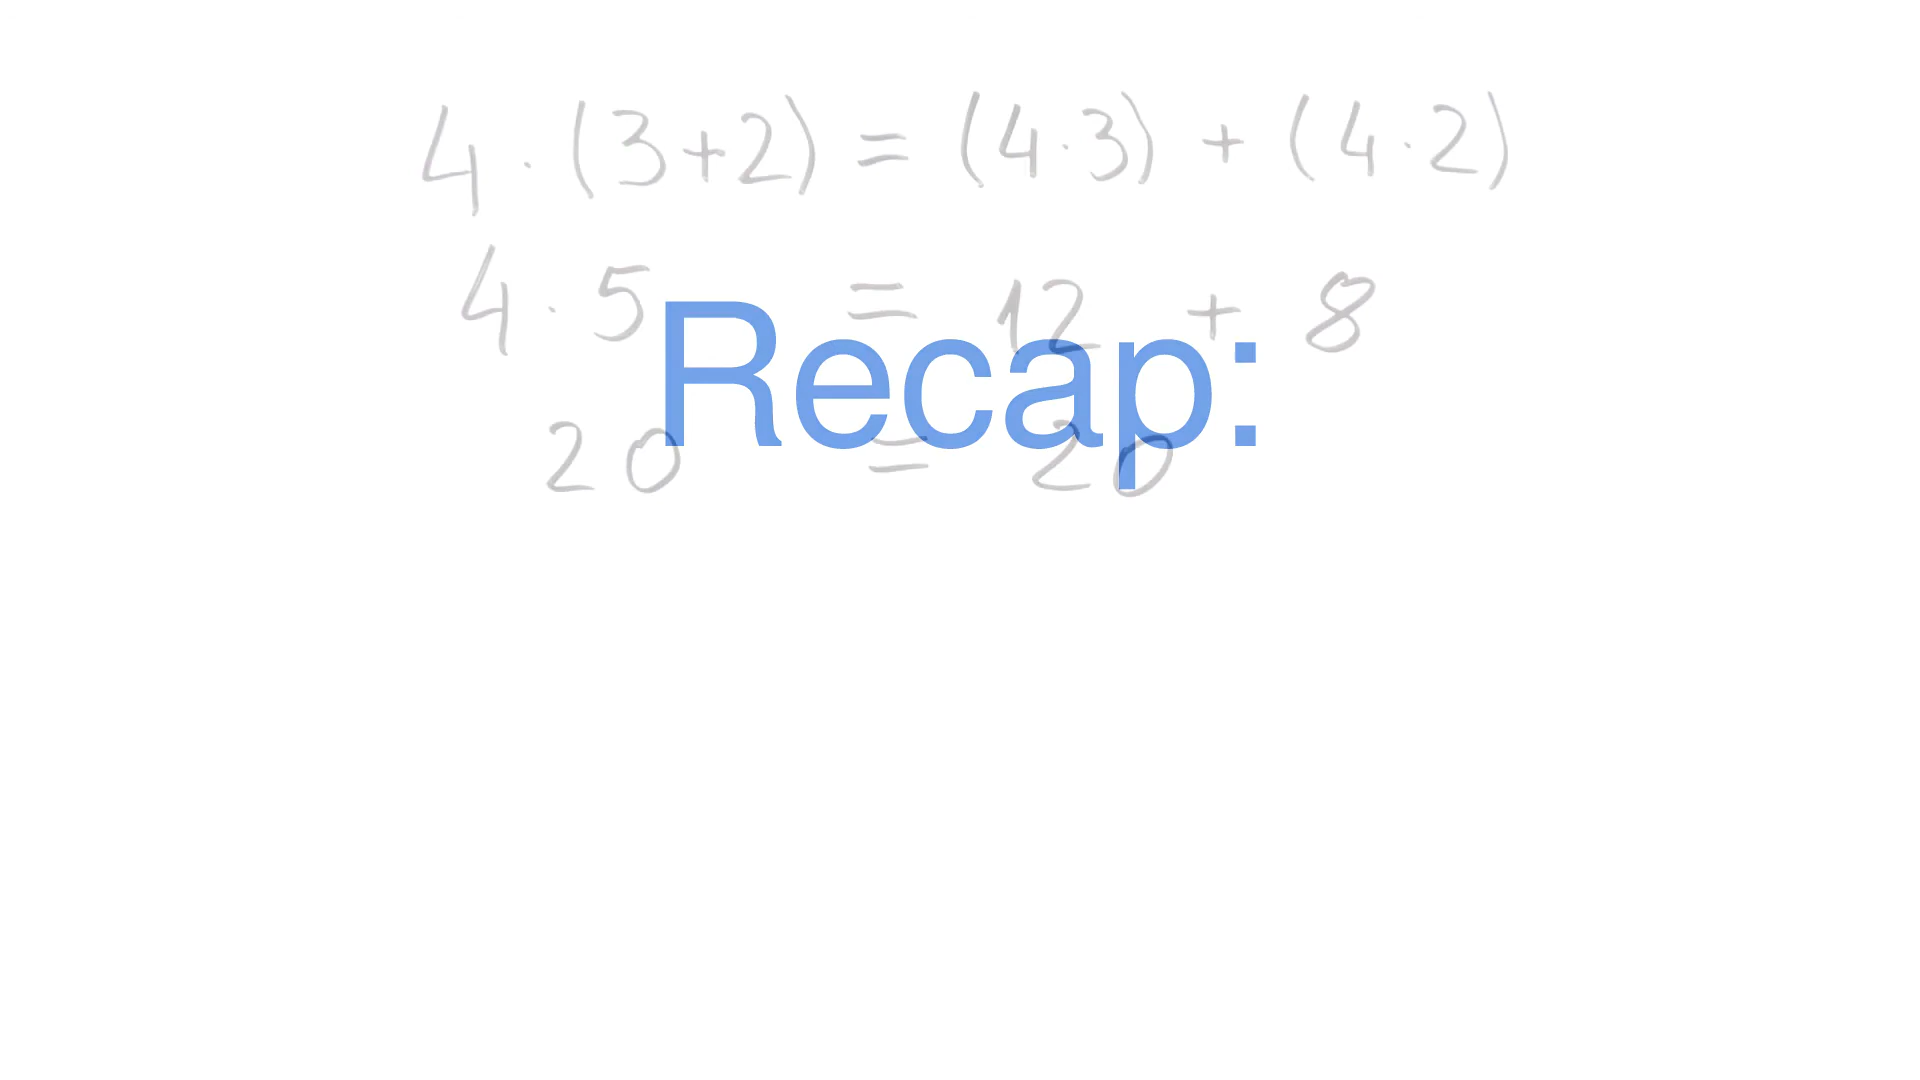 4 · (3+2) = (4·3) + (4·2)
4 · 5 = 12 + 8
Recap:
20 = 20